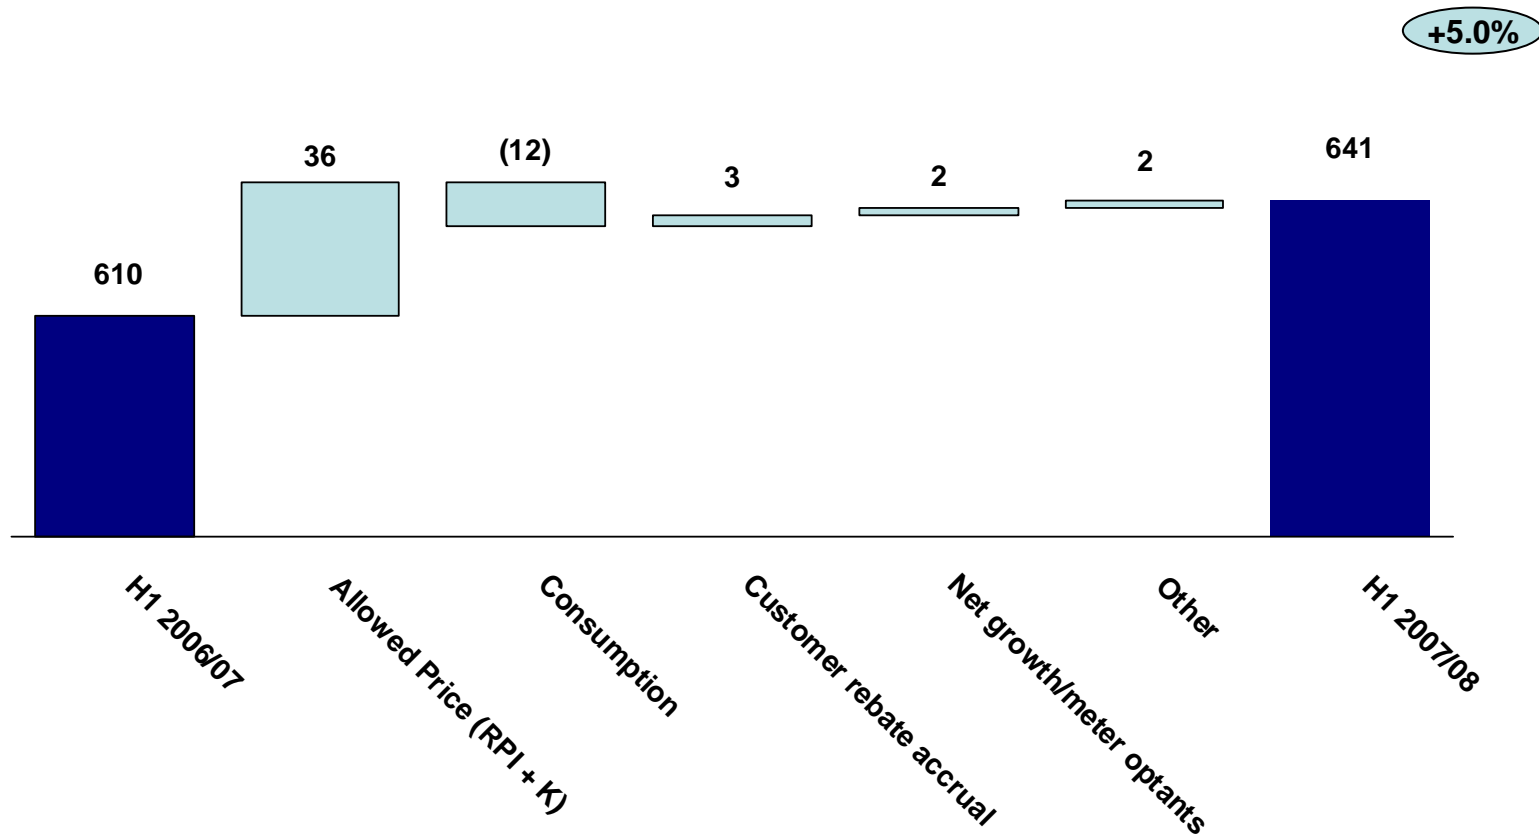 +5.0%
36
(12)
3
2
2
641
610
H1 2006/07
Allowed Price (RPI + K)
Consumption
Customer rebate accrual
Net growth/meter optants
Other
H1 2007/08